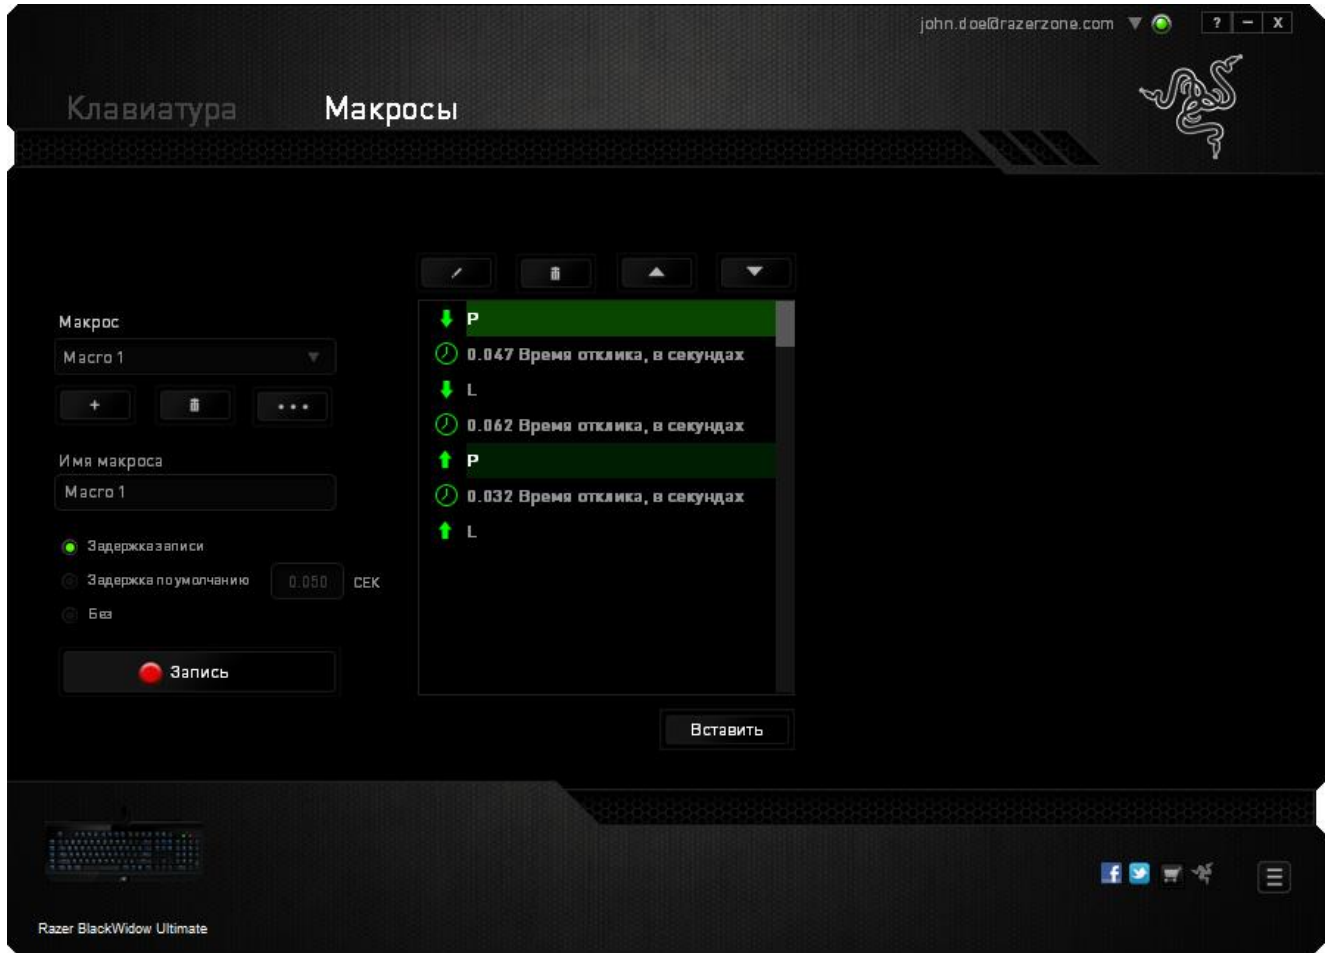 john.doe@razerzone.com
? – X
Клавиатура Макросы
Макрос
Macro 1
+
Имя макроса
Macro 1
Задержка записи
Задержка по умолчанию 0.050 СЕК
Без
Запись
P
0.047 Время отклика, в секундах
L
0.062 Время отклика, в секундах
P
0.032 Время отклика, в секундах
L
Вставить
Razer BlackWidow Ultimate